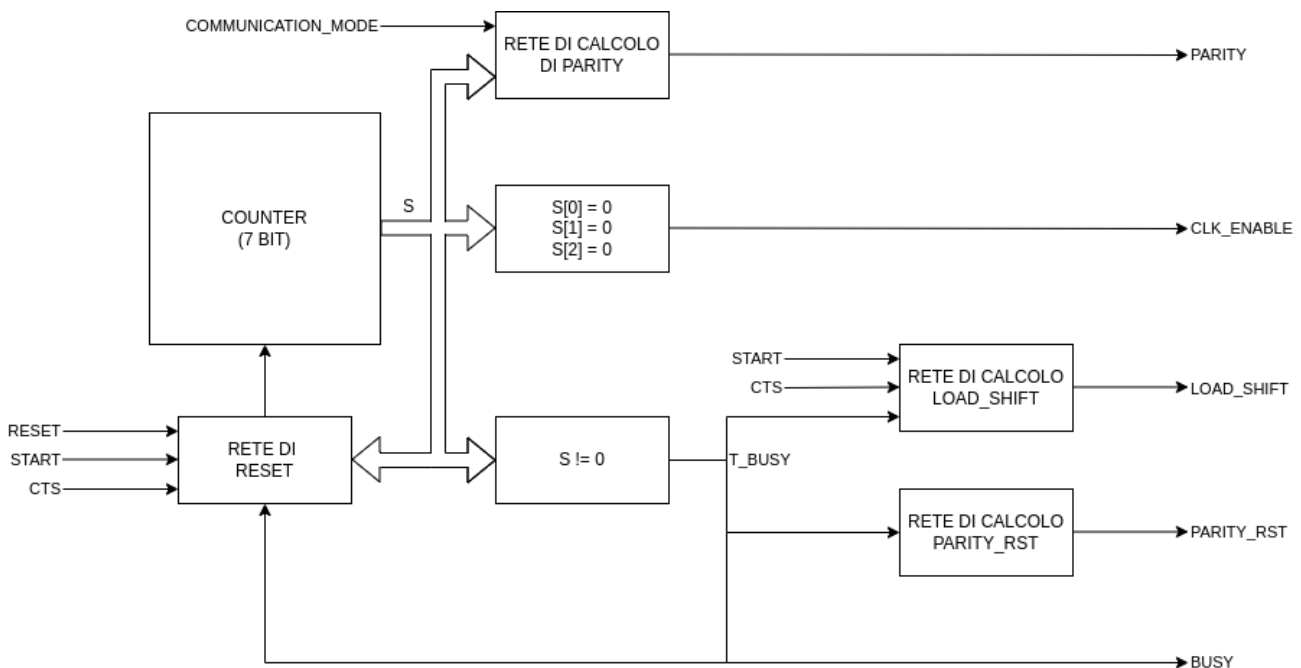 COMMUNICATION_MODE
RETE DI CALCOLO
DI PARITY
PARITY
COUNTER
(7 BIT)
S
S[0] = 0
S[1] = 0
S[2] = 0
CLK_ENABLE
START
CTS
RETE DI CALCOLO
LOAD_SHIFT
LOAD_SHIFT
RESET
START
CTS
RETE DI
RESET
S != 0
T_BUSY
RETE DI CALCOLO
PARITY_RST
PARITY_RST
BUSY